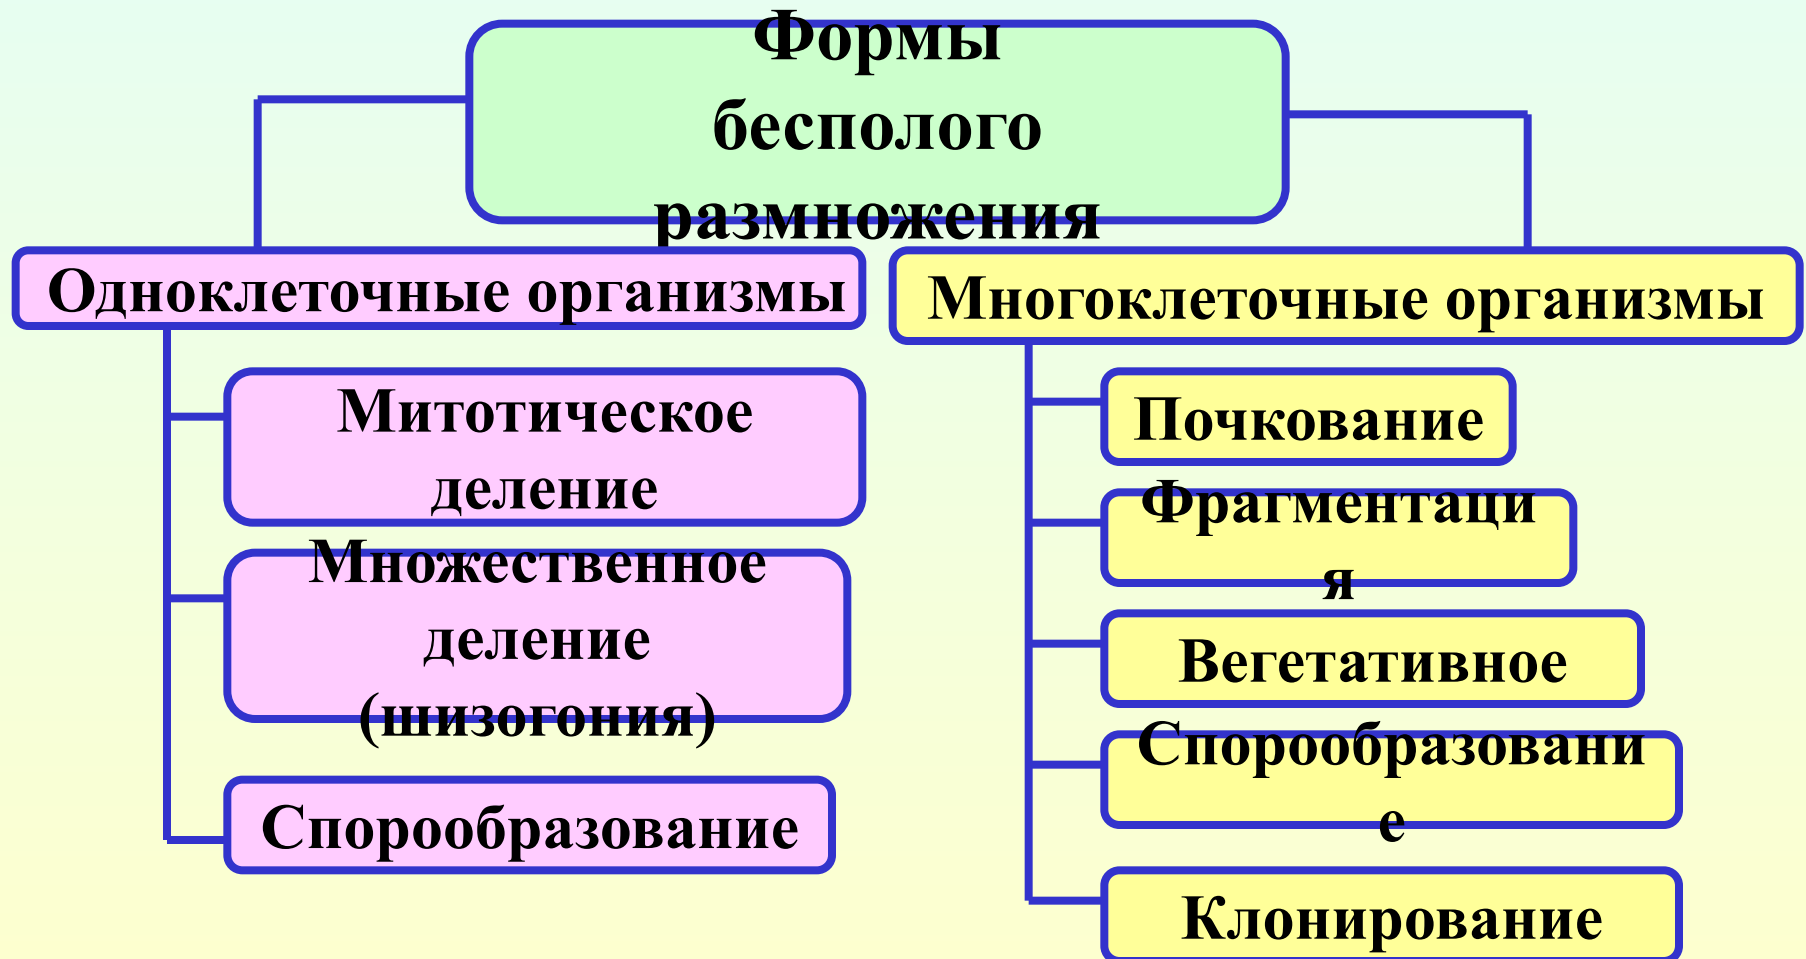 Формы
бесполого
размножения
Одноклеточные организмы
Митотическое
деление
Множественное
деление
(шизогония)
Спорообразование
Многоклеточные организмы
Почкование
Фрагментаци
я
Вегетативное
Спорообразовани
е
Клонирование